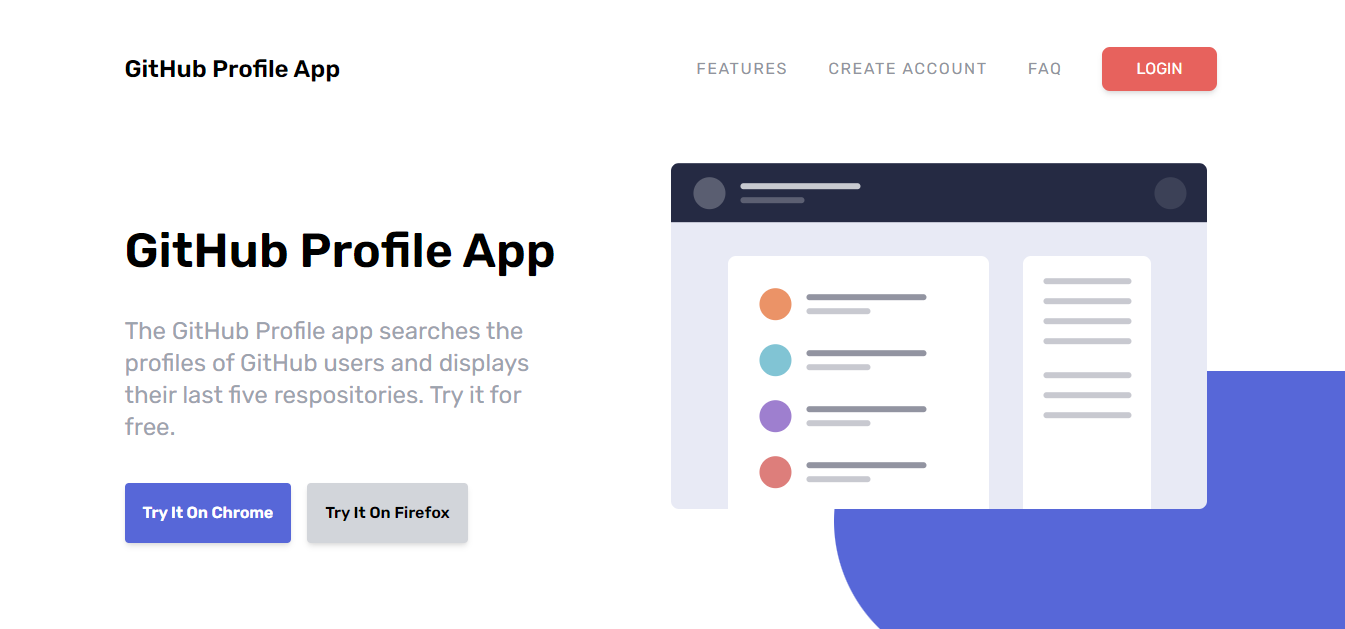 GitHub Profile App
FEATURES
CREATE ACCOUNT
FAQ
LOGIN
GitHub Profile App
The GitHub Profile app searches the
profiles of GitHub users and displays
their last five respositories. Try it for
free.
Try It On Chrome
Try It On Firefox